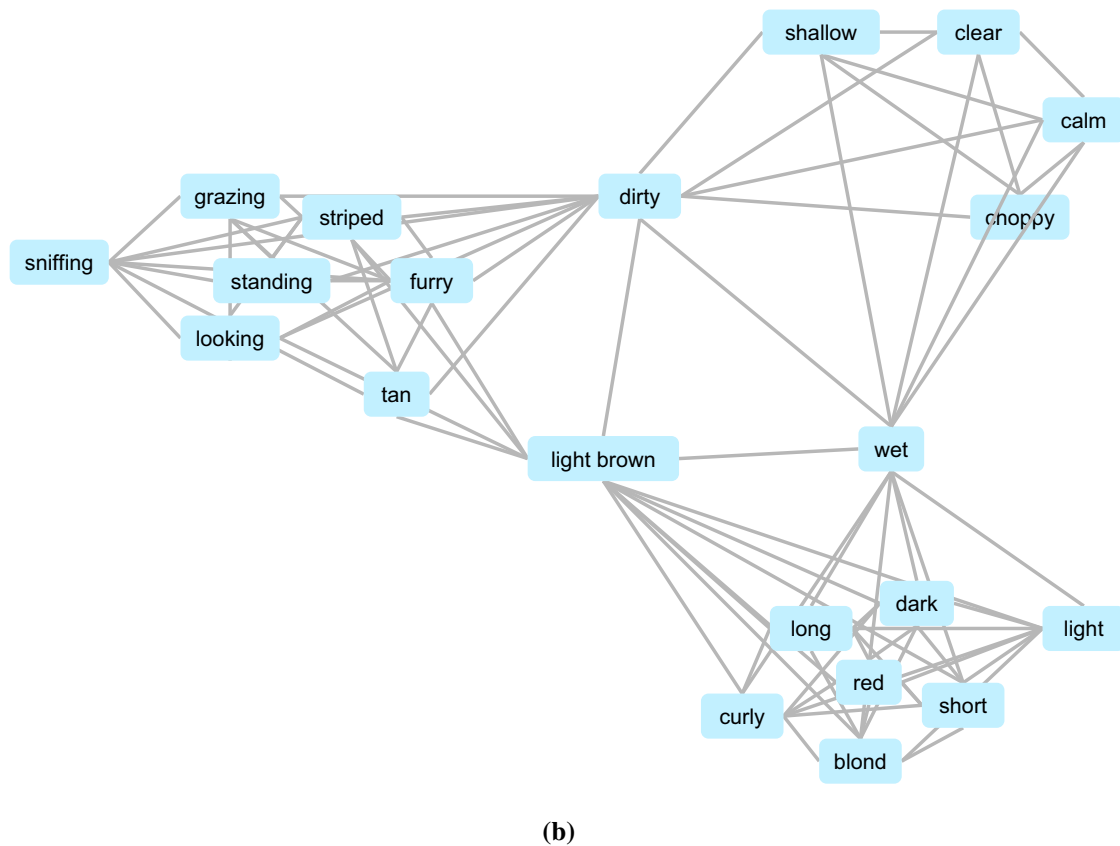 shallow
clear
calm
grazing
striped
dirty
choppy
sniffing
standing
furry
looking
tan
light brown
wet
dark
long
light
red
short
curly
blond
(b)